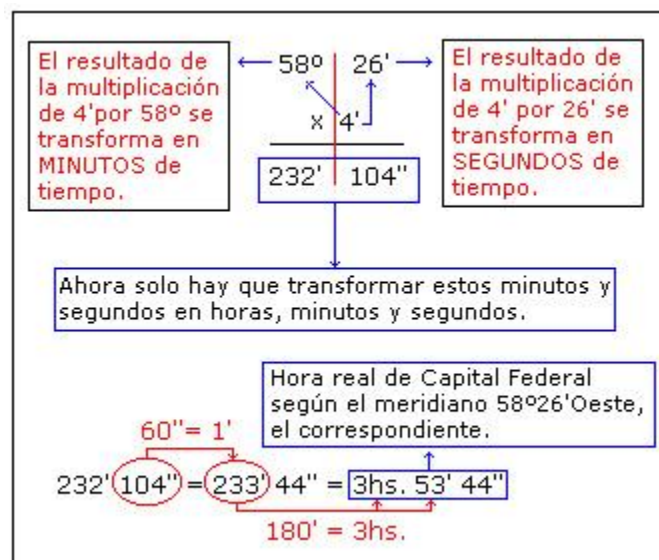 El resultado de
la multiplicación
de 4'por 58º se
transforma en
MINUTOS de
tiempo.
58º 26'
x 4'
232' 104"
El resultado de
la multiplicación
de 4' por 26' se
transforma en
SEGUNDOS de
tiempo.
Ahora solo hay que transformar estos minutos y
segundos en horas, minutos y segundos.
Hora real de Capital Federal
según el meridiano 58º26'Oeste,
el correspondiente.
60"= 1'
232' 104" = 233' 44" = 3hs. 53' 44"
180' = 3hs.